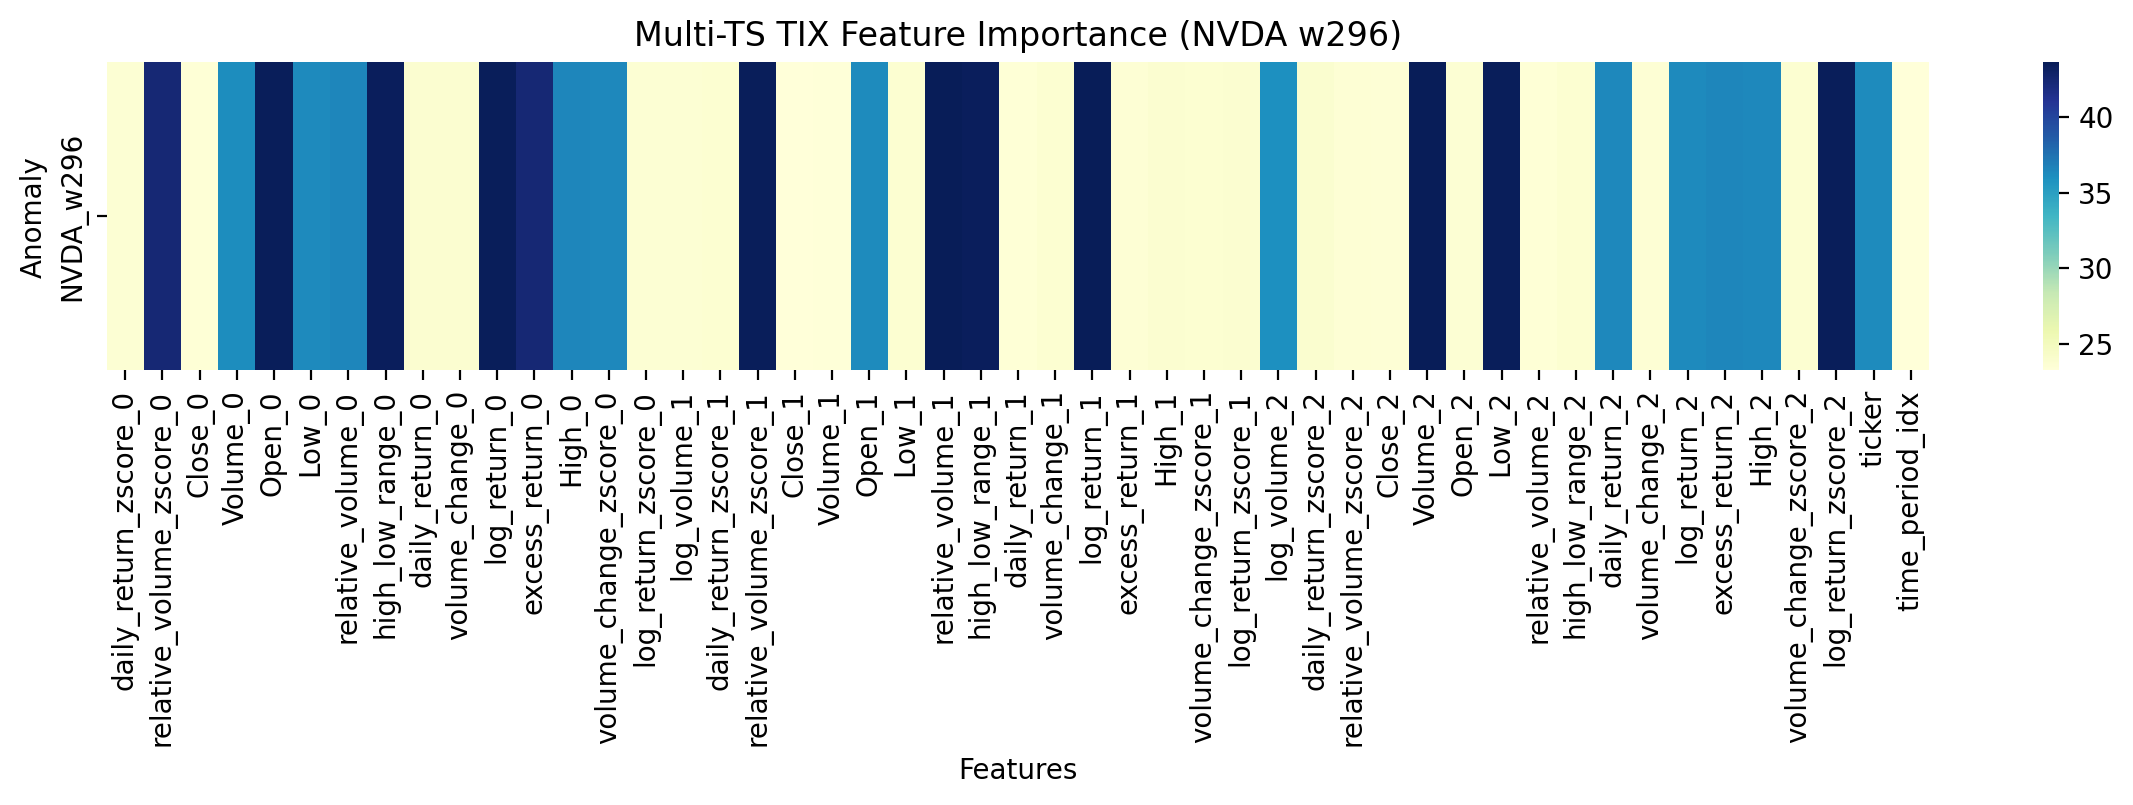 Multi-TS TIX Feature Importance (NVDA w296)
Anomaly
NVDA_w296
40
35
30
25
daily_return_zscore_0
relative_volume_zscore_0
Close_0
Volume_0
Open_0
Low_0
relative_volume_0
high_low_range_0
daily_return_0
volume_change_0
log_return_0
excess_return_0
High_0
volume_change_zscore_0
log_return_zscore_0
log_volume_1
daily_return_zscore_1
relative_volume_zscore_1
Close_1
Volume_1
Open_1
Low_1
relative_volume_1
high_low_range_1
daily_return_1
volume_change_1
log_return_1
excess_return_1
High_1
volume_change_zscore_1
log_return_zscore_1
log_volume_2
daily_return_zscore_2
relative_volume_zscore_2
Close_2
Volume_2
Open_2
Low_2
relative_volume_2
high_low_range_2
daily_return_2
volume_change_2
log_return_2
excess_return_2
High_2
volume_change_zscore_2
log_return_zscore_2
ticker
time_period_idx
Features